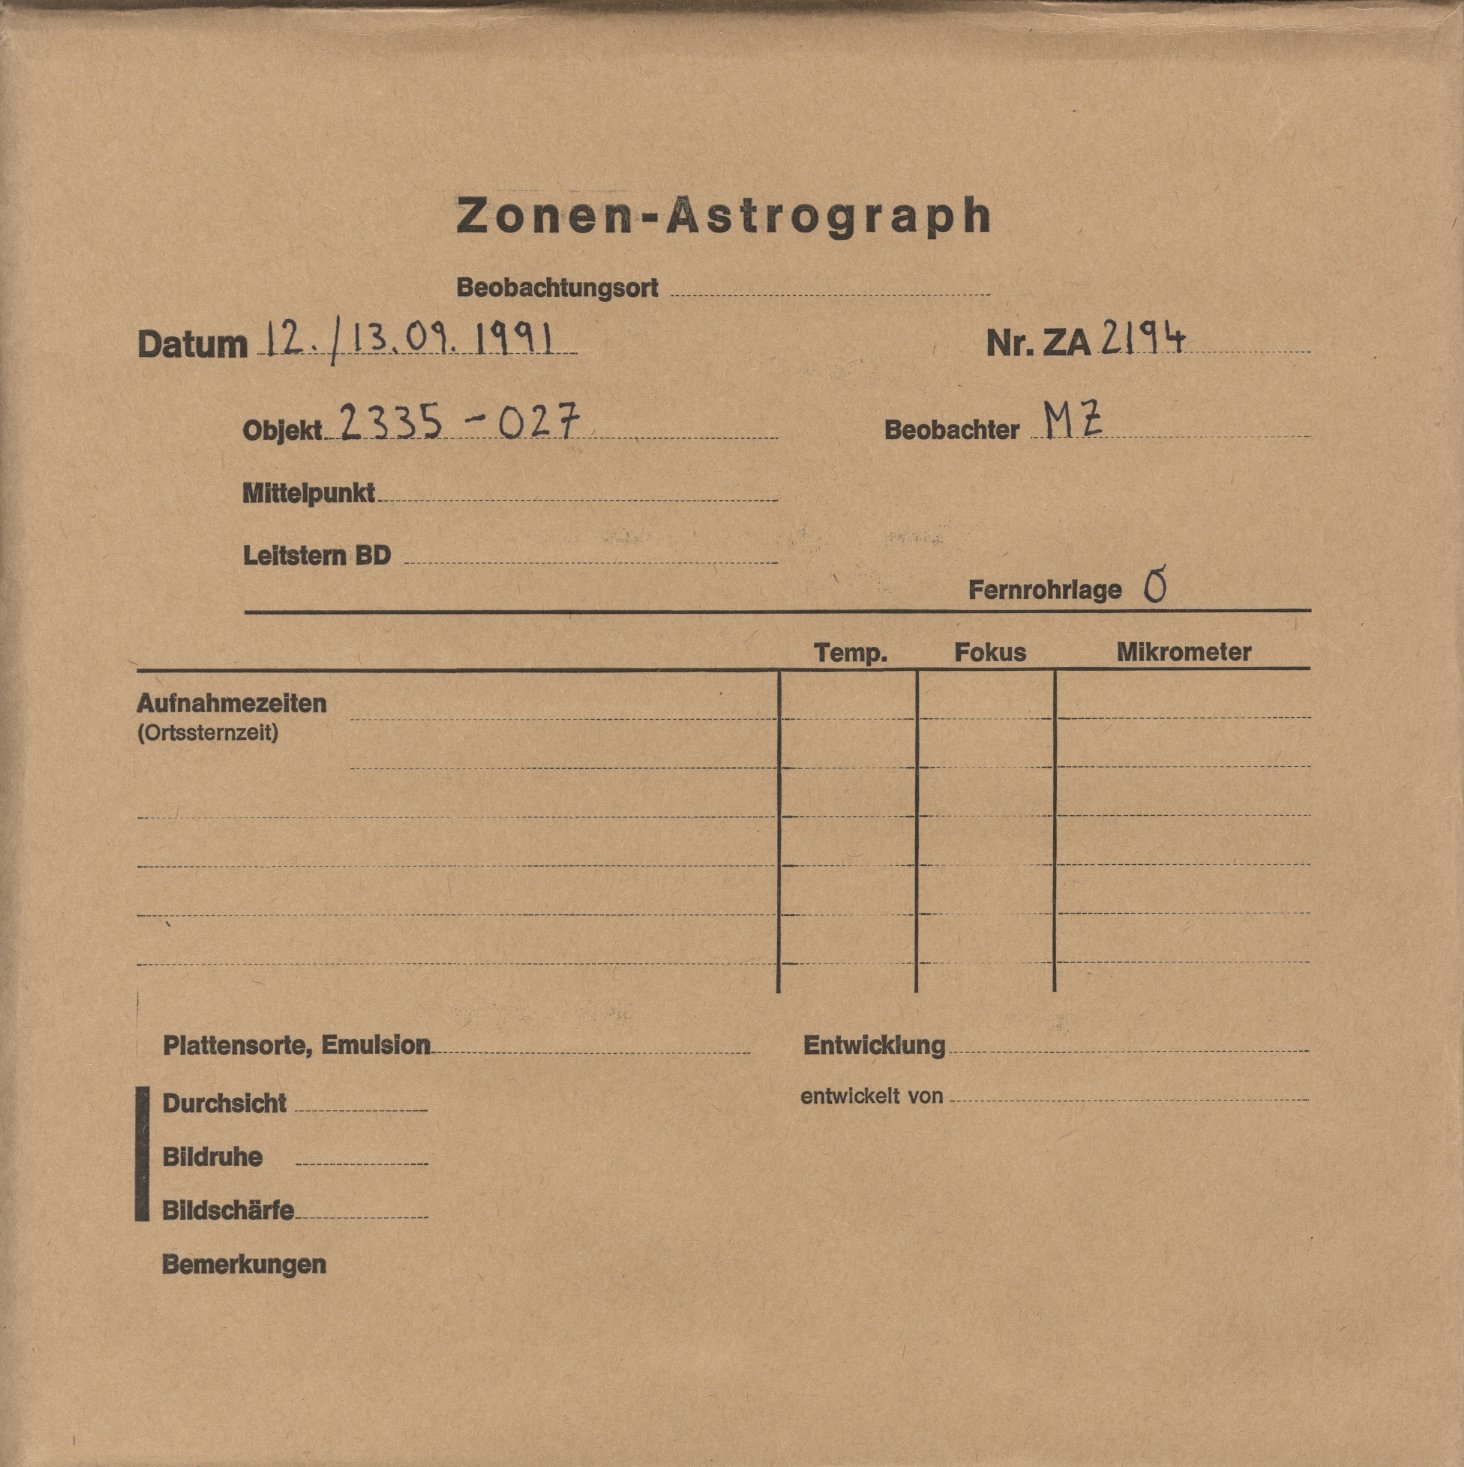 Zonen-Astrograph
Beobachtungsort
Datum 12./13.09.1991 Nr. ZA 2194
Objekt 2335-027 Beobachter MZ
Mittelpunkt
Leitstern BD
Fernrohrlage Ö
Temp. Fokus Mikrometer
Aufnahmezeiten
(Ortssternzeit)
Plattensorte, Emulsion Entwicklung
Durchsicht entwickelt von
Bildruhe
Bildschärfe
Bemerkungen